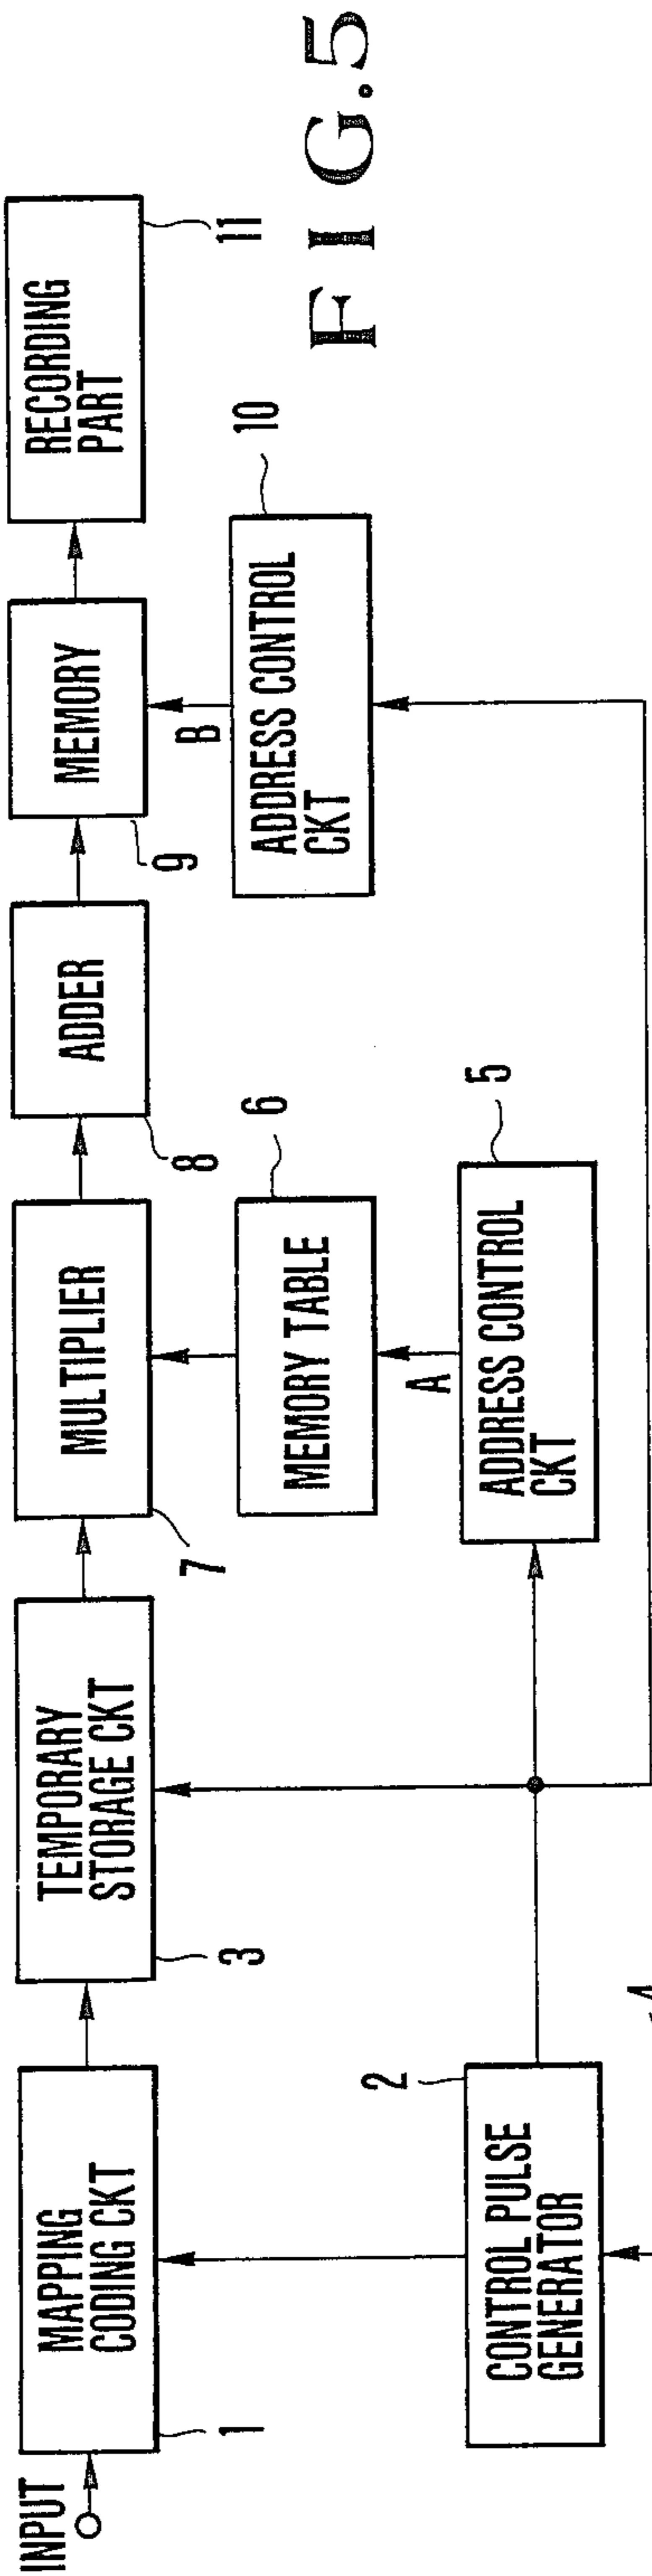 INPUT
MAPPING
CODING CKT
1
TEMPORARY
STORAGE CKT
3
MULTIPLIER
7
ADDER
8
MEMORY
9
RECORDING
PART
11
MEMORY TABLE
6
B
ADDRESS CONTROL
CKT
10
A
ADDRESS CONTROL
CKT
5
CONTROL PULSE
GENERATOR
2
4
FIG.5